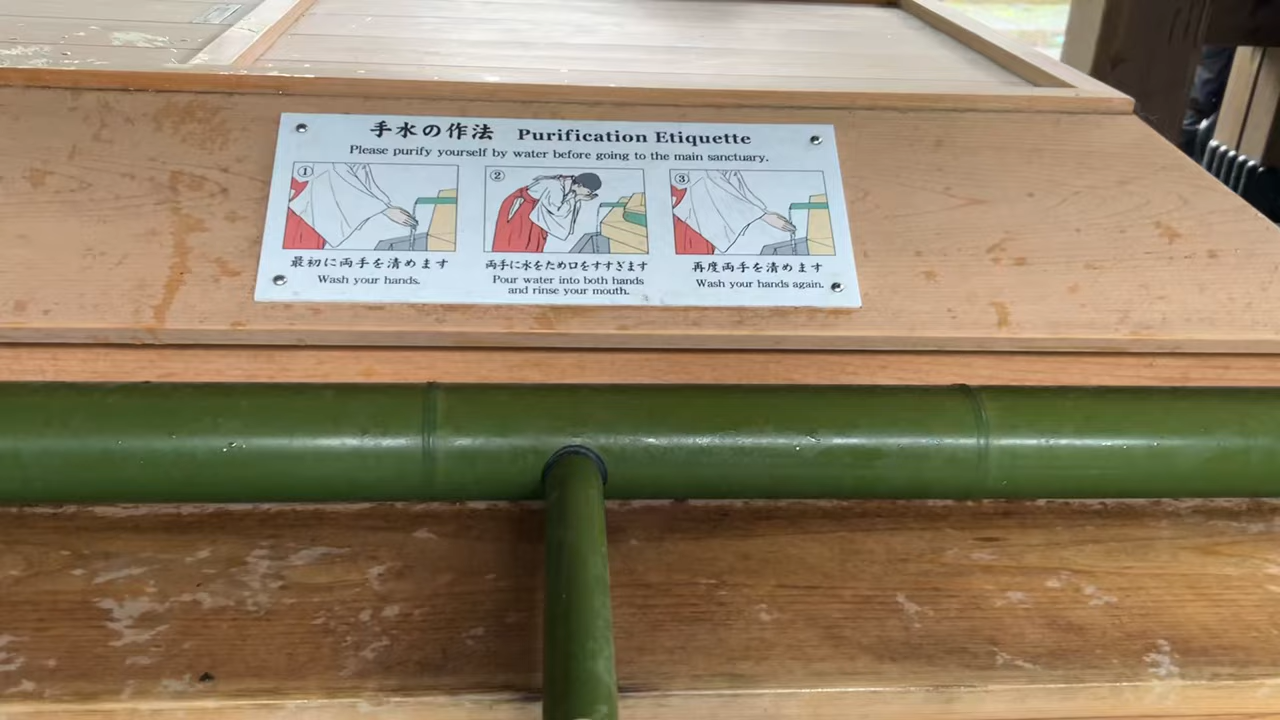 手水の作法 Purification Etiquette
Please purify yourself by water before going to the main sanctuary.
①
最初に両手を清めます
Wash your hands.
②
両手に水をため口をすすぎます
Pour water into both hands
and rinse your mouth.
③
再度両手を清めます
Wash your hands again.